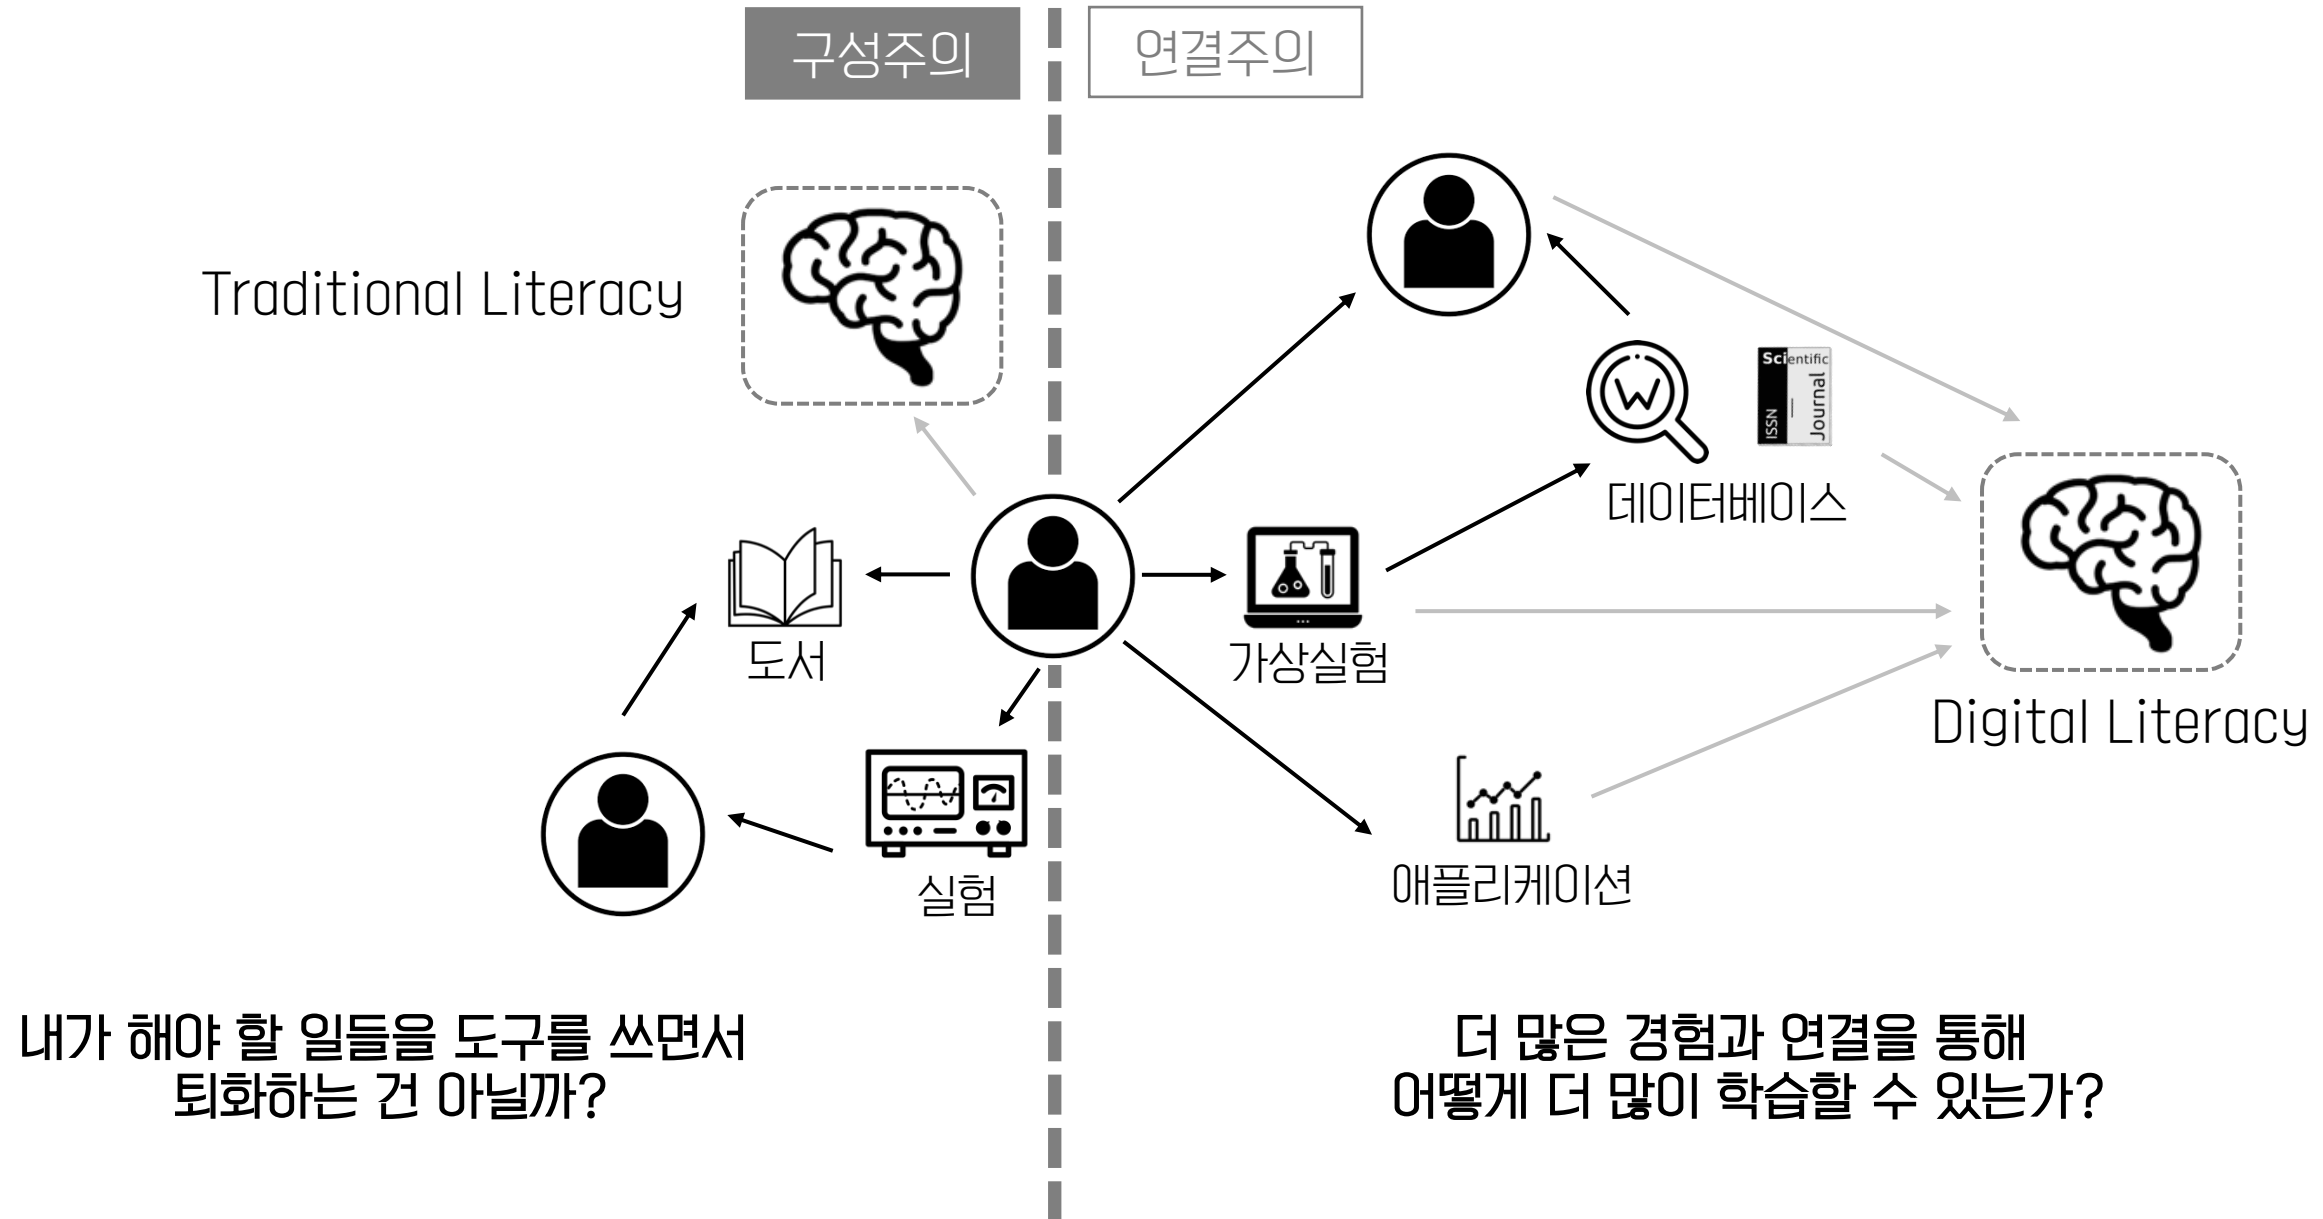 구성주의
연결주의
Traditional Literacy
Scientific
Journal
ISSN
W
데이터베이스
도서
가상실험
Digital Literacy
실험
애플리케이션
내가 해야 할 일들을 도구를 쓰면서
퇴화하는 건 아닐까?
더 많은 경험과 연결을 통해
어떻게 더 많이 학습할 수 있는가?